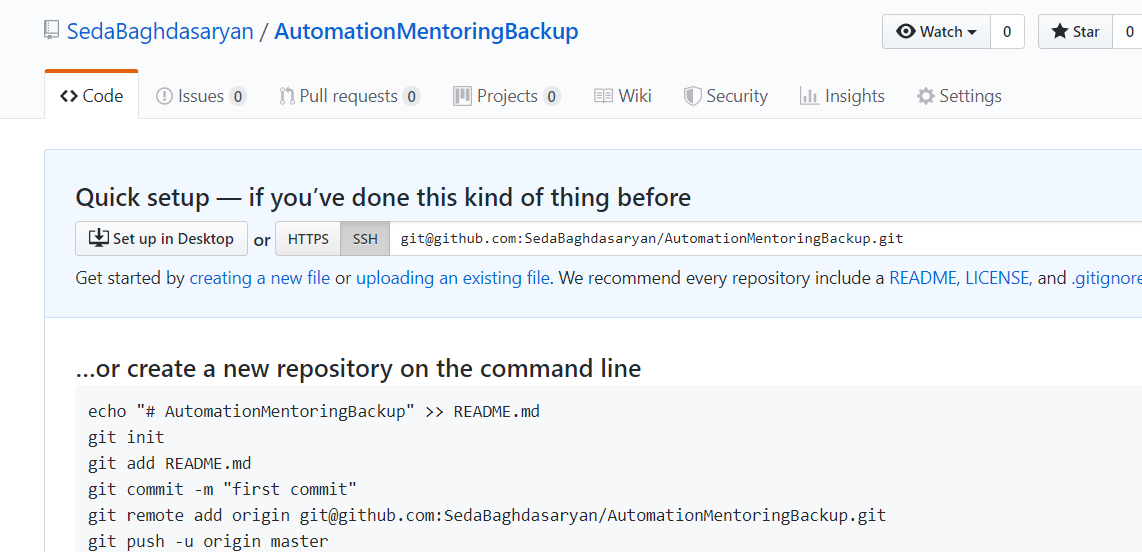 SedaBaghdasaryan / AutomationMentoringBackup
Watch 0 Star 0
Code Issues 0 Pull requests 0 Projects 0 Wiki Security Insights Settings
Quick setup — if you’ve done this kind of thing before
Set up in Desktop or HTTPS SSH git@github.com:SedaBaghdasaryan/AutomationMentoringBackup.git
Get started by creating a new file or uploading an existing file. We recommend every repository include a README, LICENSE, and .gitignore
…or create a new repository on the command line
echo "# AutomationMentoringBackup" >> README.md
git init
git add README.md
git commit -m "first commit"
git remote add origin git@github.com:SedaBaghdasaryan/AutomationMentoringBackup.git
git push -u origin master